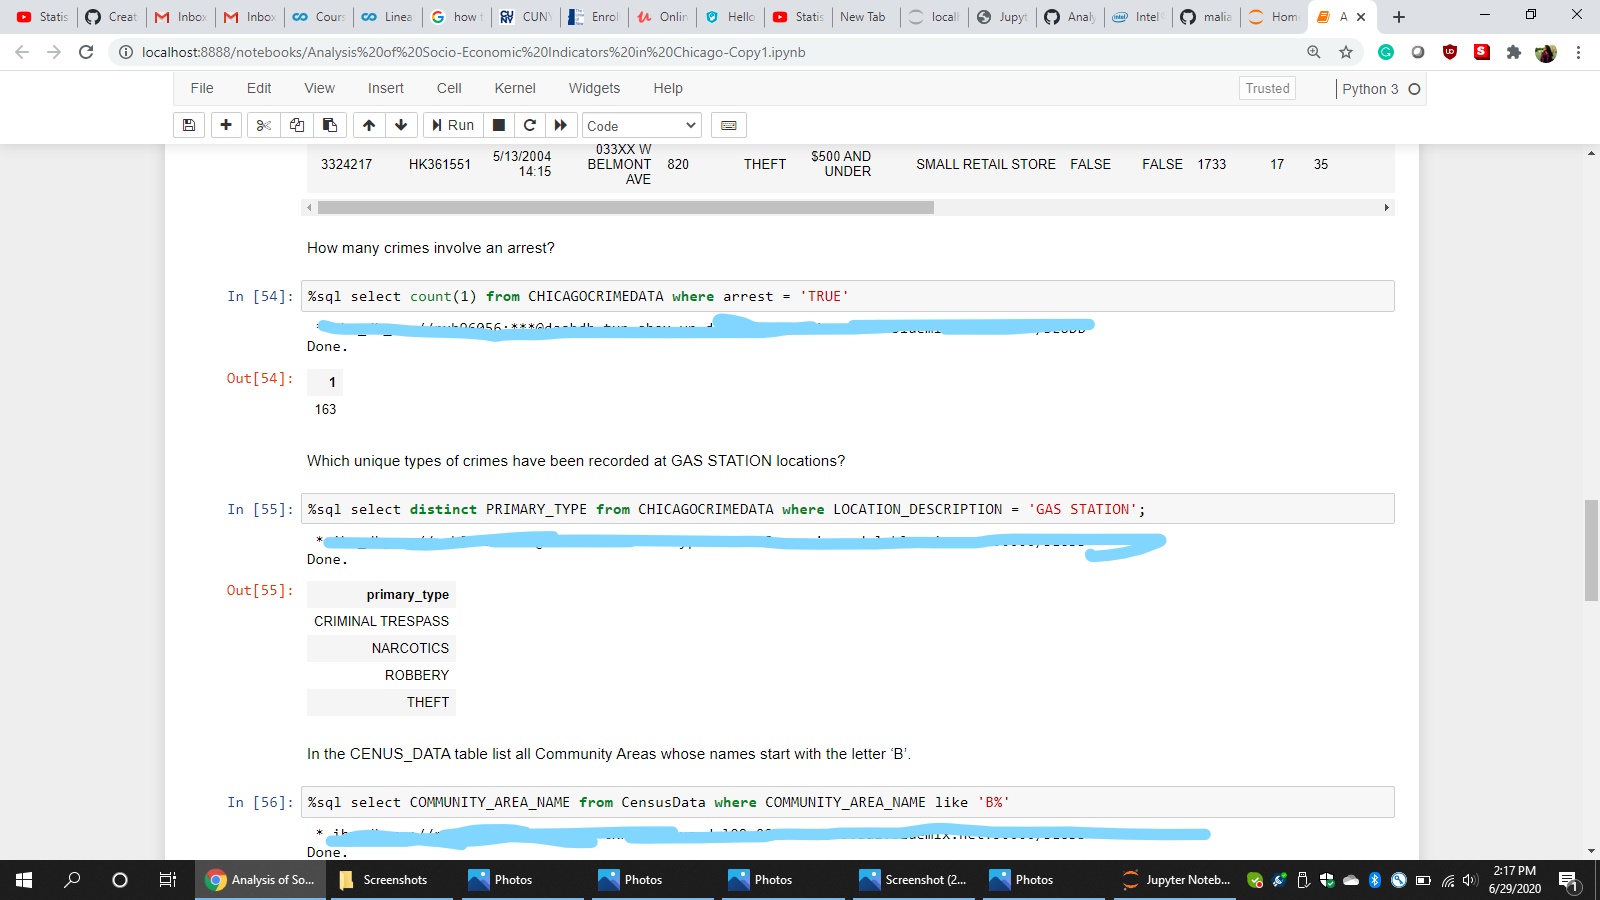 Statis
Creat
Inbox
Inbox
Cours
Linea
how t
CUN
Enrol
Onlin
Hello
Statis
New Tab
locall
Jupyt
Analy
Intel
malia
Hom
A
localhost:8888/notebooks/Analysis%20of%20Socio-Economic%20Indicators%20in%20Chicago-Copy1.ipynb
File Edit View Insert Cell Kernel Widgets Help Trusted Python 3
Run Code
3324217 HK361551 5/13/2004 14:15 033XX W BELMONT AVE 820 THEFT $500 AND UNDER SMALL RETAIL STORE FALSE FALSE 1733 17 35
How many crimes involve an arrest?
In [54]: %sql select count(1) from CHICAGOCRIMEDATA where arrest = 'TRUE'
Done.
Out[54]: 1
163
Which unique types of crimes have been recorded at GAS STATION locations?
In [55]: %sql select distinct PRIMARY_TYPE from CHICAGOCRIMEDATA where LOCATION_DESCRIPTION = 'GAS STATION';
*
Done.
Out[55]: primary_type
CRIMINAL TRESPASS
NARCOTICS
ROBBERY
THEFT
In the CENUS_DATA table list all Community Areas whose names start with the letter ‘B’.
In [56]: %sql select COMMUNITY_AREA_NAME from CensusData where COMMUNITY_AREA_NAME like 'B%'
*
Done.
Analysis of So...
Screenshots
Photos
Photos
Photos
Screenshot (2...
Photos
Jupyter Noteb...
2:17 PM
6/29/2020
1